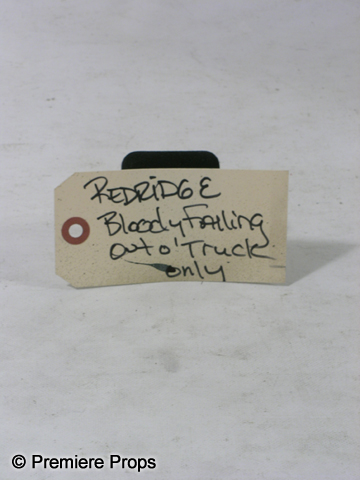 REDRIDGE
Bloody Falling
out o' Truck
only
© Premiere Props